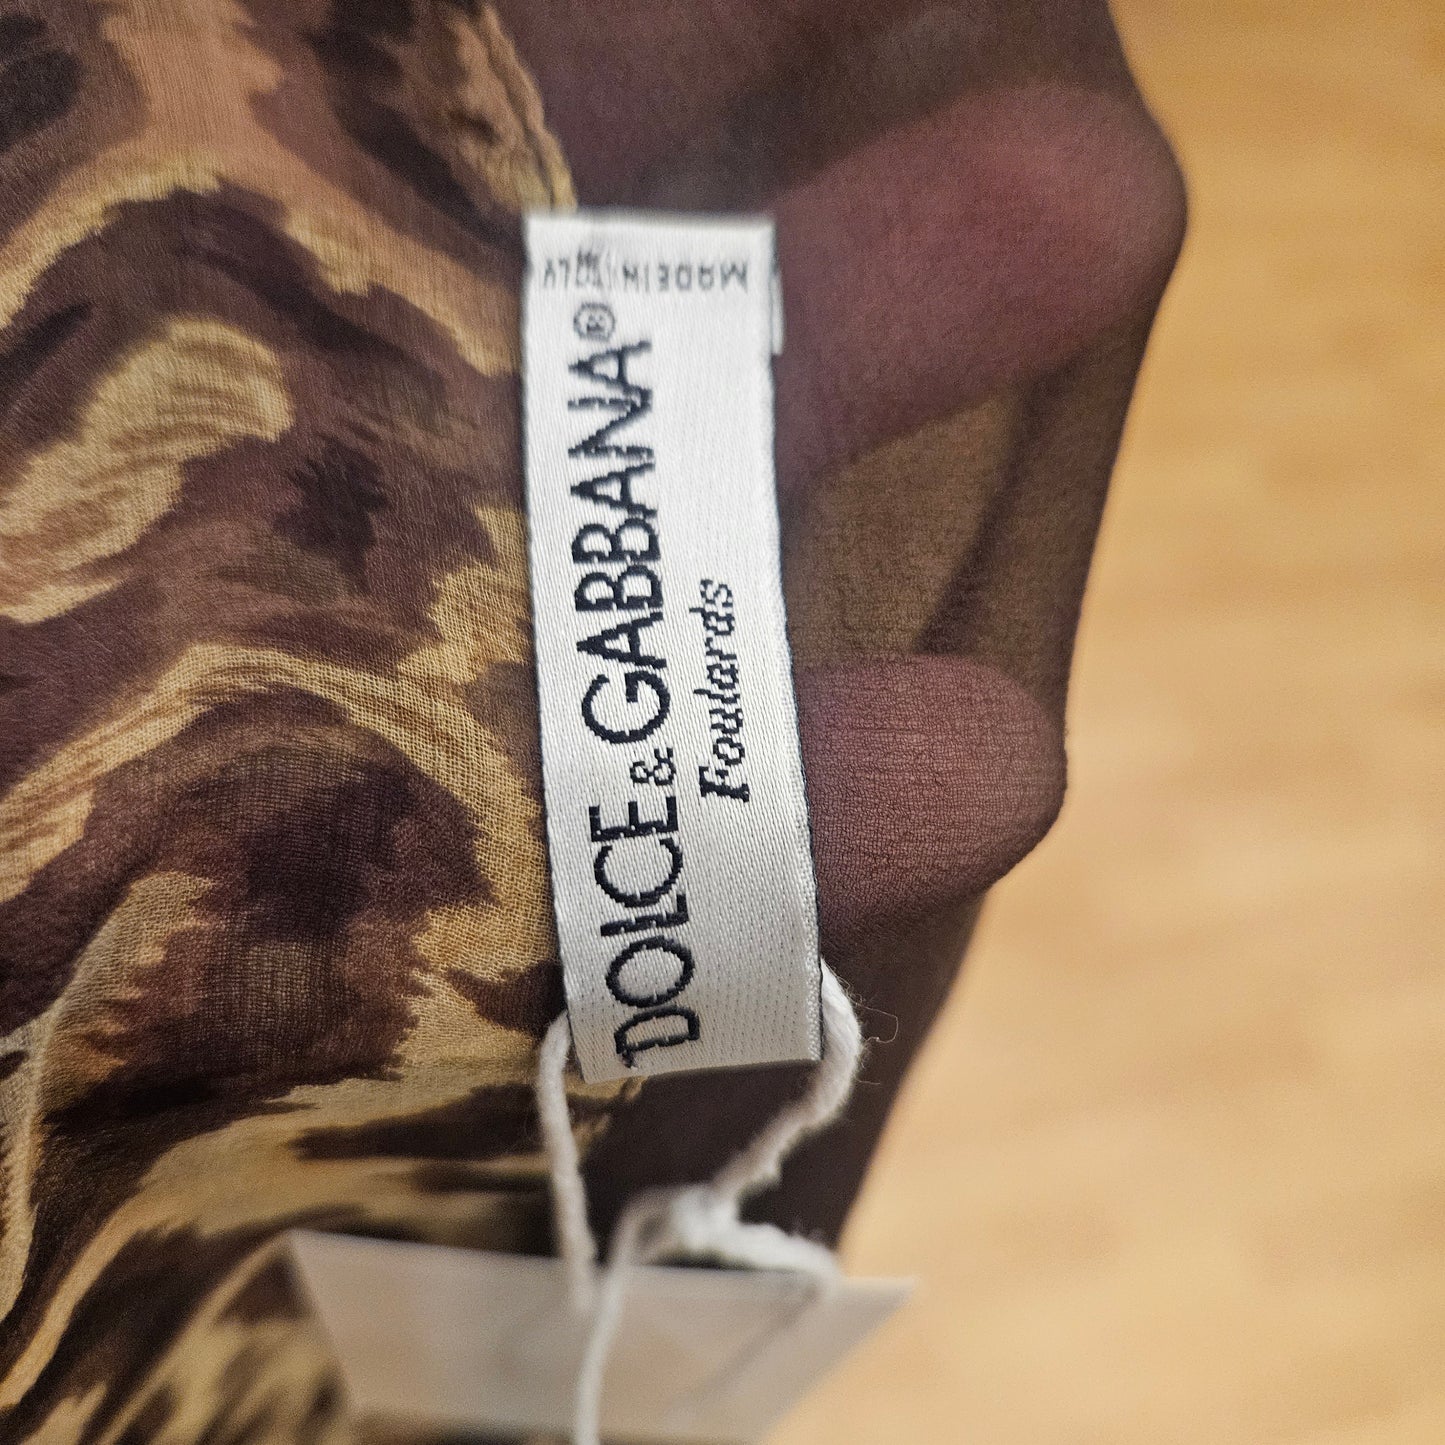 DOLCE & GABBANA®
Foulards
MADE IN ITALY